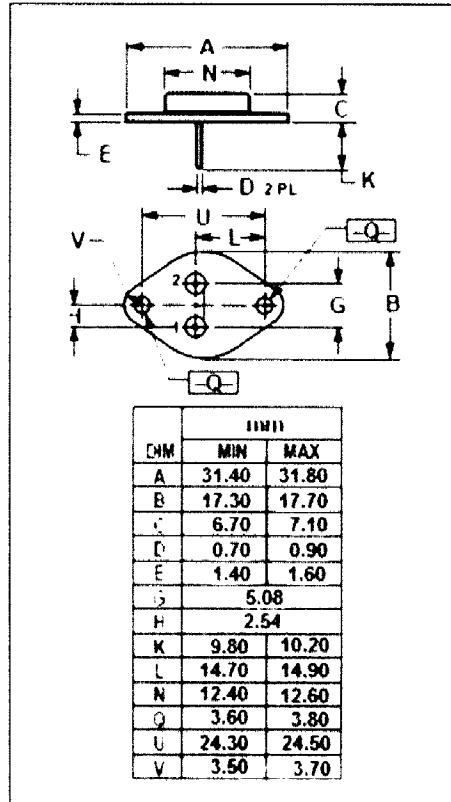 A
N
C
E
K
D 2 PL
U
V
L
Q
2
G
B
H
1
Q
mm
DIM MIN MAX
A 31.40 31.80
B 17.30 17.70
C 6.70 7.10
D 0.70 0.90
E 1.40 1.60
G 5.08
H 2.54
K 9.80 10.20
L 14.70 14.90
N 12.40 12.60
Q 3.60 3.80
U 24.30 24.50
V 3.50 3.70